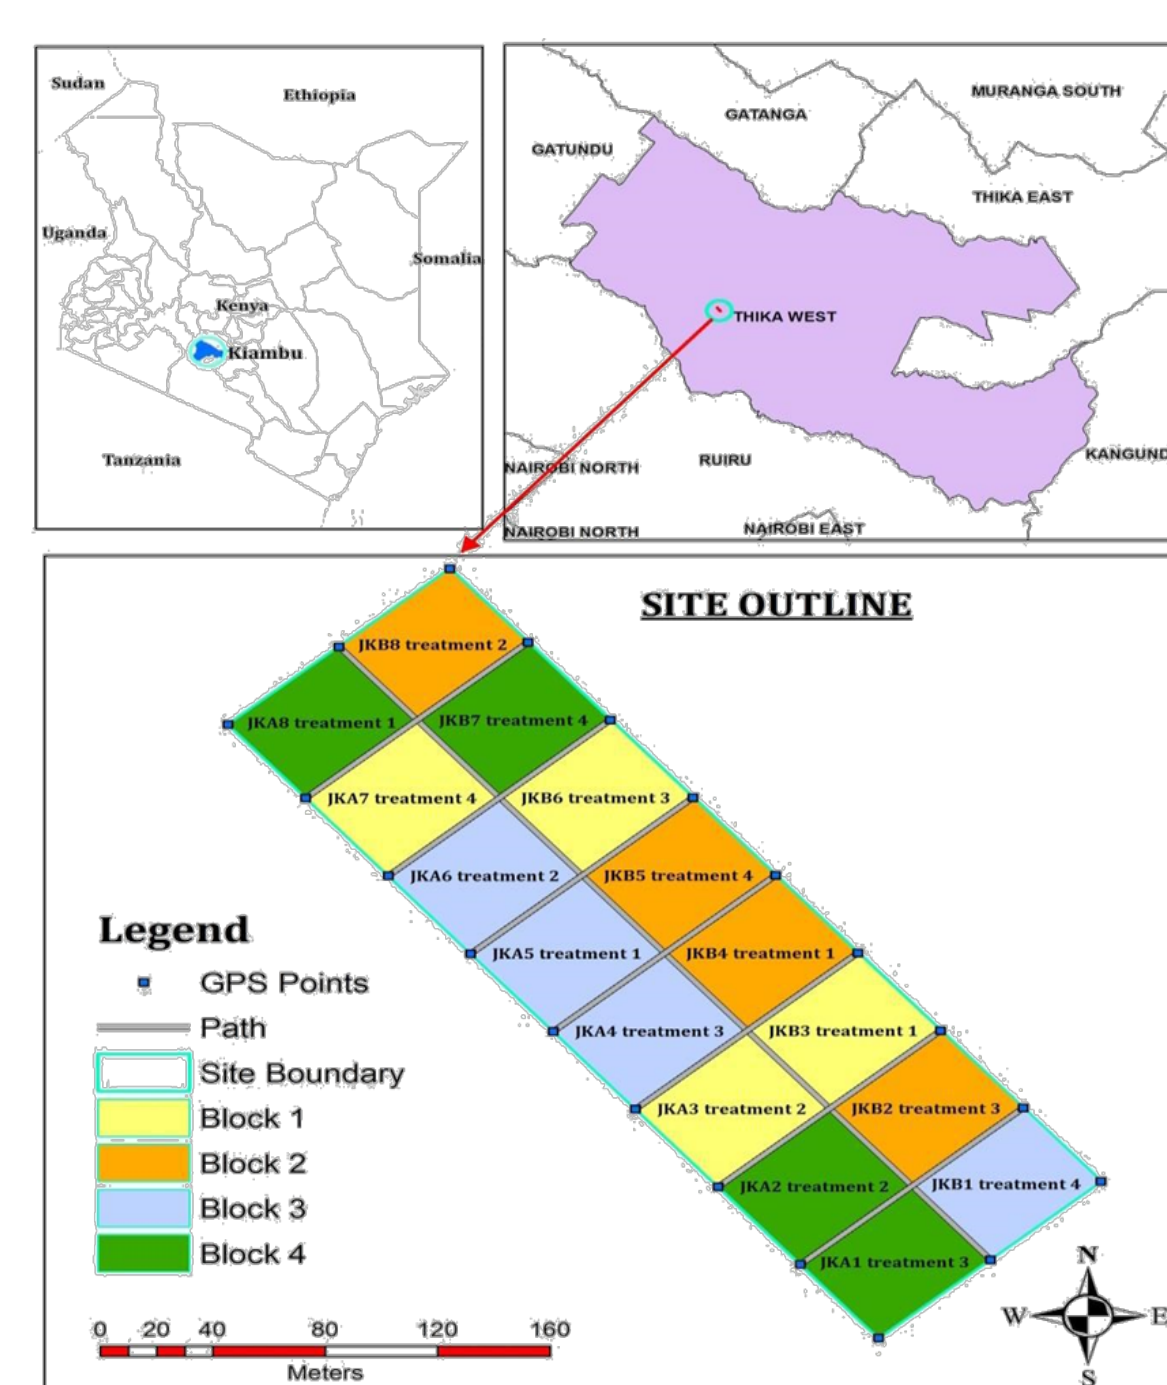 Sudan
Ethiopia
Uganda
Somalia
Kenya
Kiambu
Tanzania
MURANGA SOUTH
GATANGA
GATUNDU
THIKA EAST
THIKA WEST
KANGUND
NAIROBI NORTH
RUIRU
NAIROBI NORTH
NAIROBI EAST
SITE OUTLINE
JKB8 treatment 2
JKA8 treatment 1
JKB7 treatment 4
JKA7 treatment 4
JKB6 treatment 3
JKA6 treatment 2
JKB5 treatment 4
JKA5 treatment 1
JKB4 treatment 1
JKA4 treatment 3
JKB3 treatment 1
JKA3 treatment 2
JKB2 treatment 3
JKA2 treatment 2
JKB1 treatment 4
JKA1 treatment 3
Legend
GPS Points
Path
Site Boundary
Block 1
Block 2
Block 3
Block 4
0 20 40 80 120 160
Meters
N
W E
S